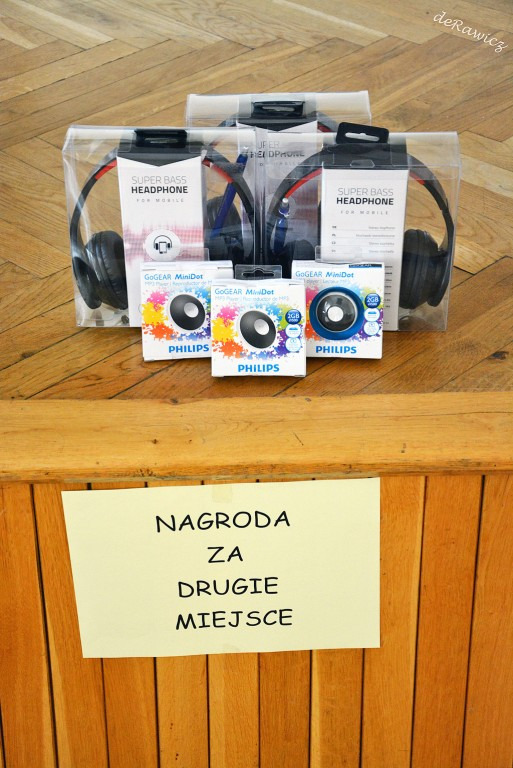 deRawicz
SUPER BASS
HEADPHONE
FOR MOBILE
HEADPHONE
SUPER BASS
HEADPHONE
FOR MOBILE
GoGEAR MiniDot
PHILIPS
GoGEAR MiniDot
2GB
PHILIPS
GoGEAR MiniDot
2GB
PHILIPS
NAGRODA
ZA
DRUGIE
MIEJSCE